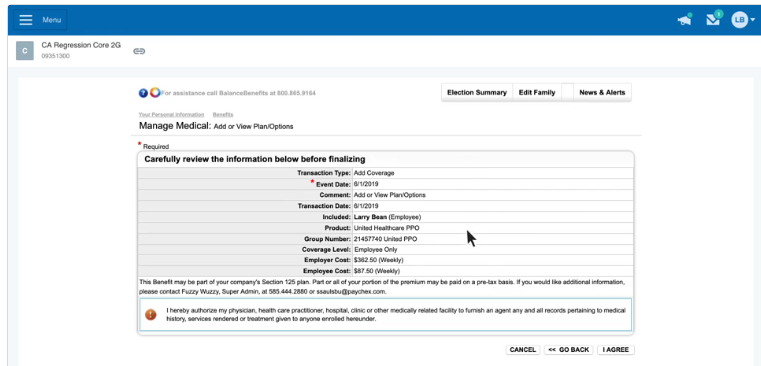 Menu
1
LB
C
CA Regression Core 2G
09351300
For assistance call BalanceBenefits at 800.865.9164
Election Summary Edit Family News & Alerts
Your Personal Information Benefits
Manage Medical: Add or View Plan/Options
* Required
Carefully review the information below before finalizing
Transaction Type: Add Coverage
* Event Date: 6/1/2019
Comment: Add or View Plan/Options
Transaction Date: 6/1/2019
Included: Larry Bean (Employee)
Product: United Healthcare PPO
Group Number: 21457740 United PPO
Coverage Level: Employee Only
Employer Cost: $362.50 (Weekly)
Employee Cost: $87.50 (Weekly)
This Benefit may be part of your company's Section 125 plan. Part or all of your portion of the premium may be paid on a pre-tax basis. If you would like additional information,
please contact Fuzzy Wuzzy, Super Admin, at 585.444.2880 or ssaulsbu@paychex.com.
I hereby authorize my physician, health care practitioner, hospital, clinic or other medically related facility to furnish an agent any and all records pertaining to medical
history, services rendered or treatment given to anyone enrolled hereunder.
CANCEL << GO BACK I AGREE